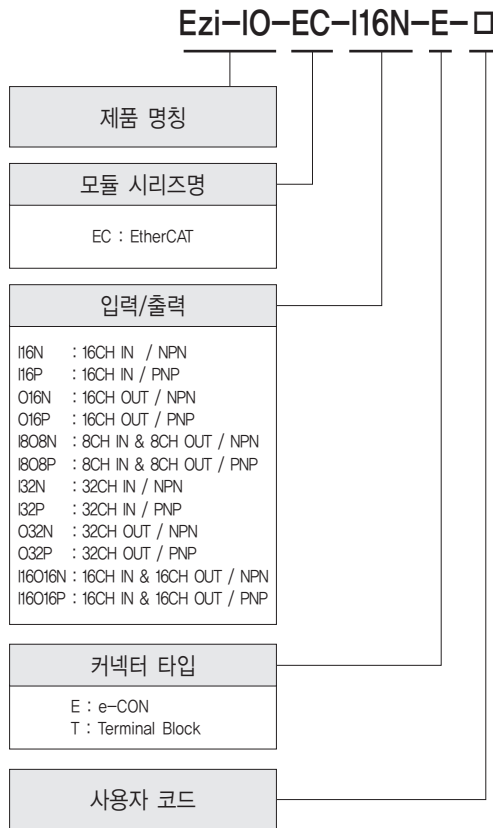 Ezi-IO-EC-I16N-E-□
제품 명칭
모듈 시리즈명
EC : EtherCAT
입력/출력
I16N : 16CH IN / NPN
I16P : 16CH IN / PNP
O16N : 16CH OUT / NPN
O16P : 16CH OUT / PNP
I8O8N : 8CH IN & 8CH OUT / NPN
I8O8P : 8CH IN & 8CH OUT / PNP
I32N : 32CH IN / NPN
I32P : 32CH IN / PNP
O32N : 32CH OUT / NPN
O32P : 32CH OUT / PNP
I16O16N : 16CH IN & 16CH OUT / NPN
I16O16P : 16CH IN & 16CH OUT / PNP
커넥터 타입
E : e-CON
T : Terminal Block
사용자 코드